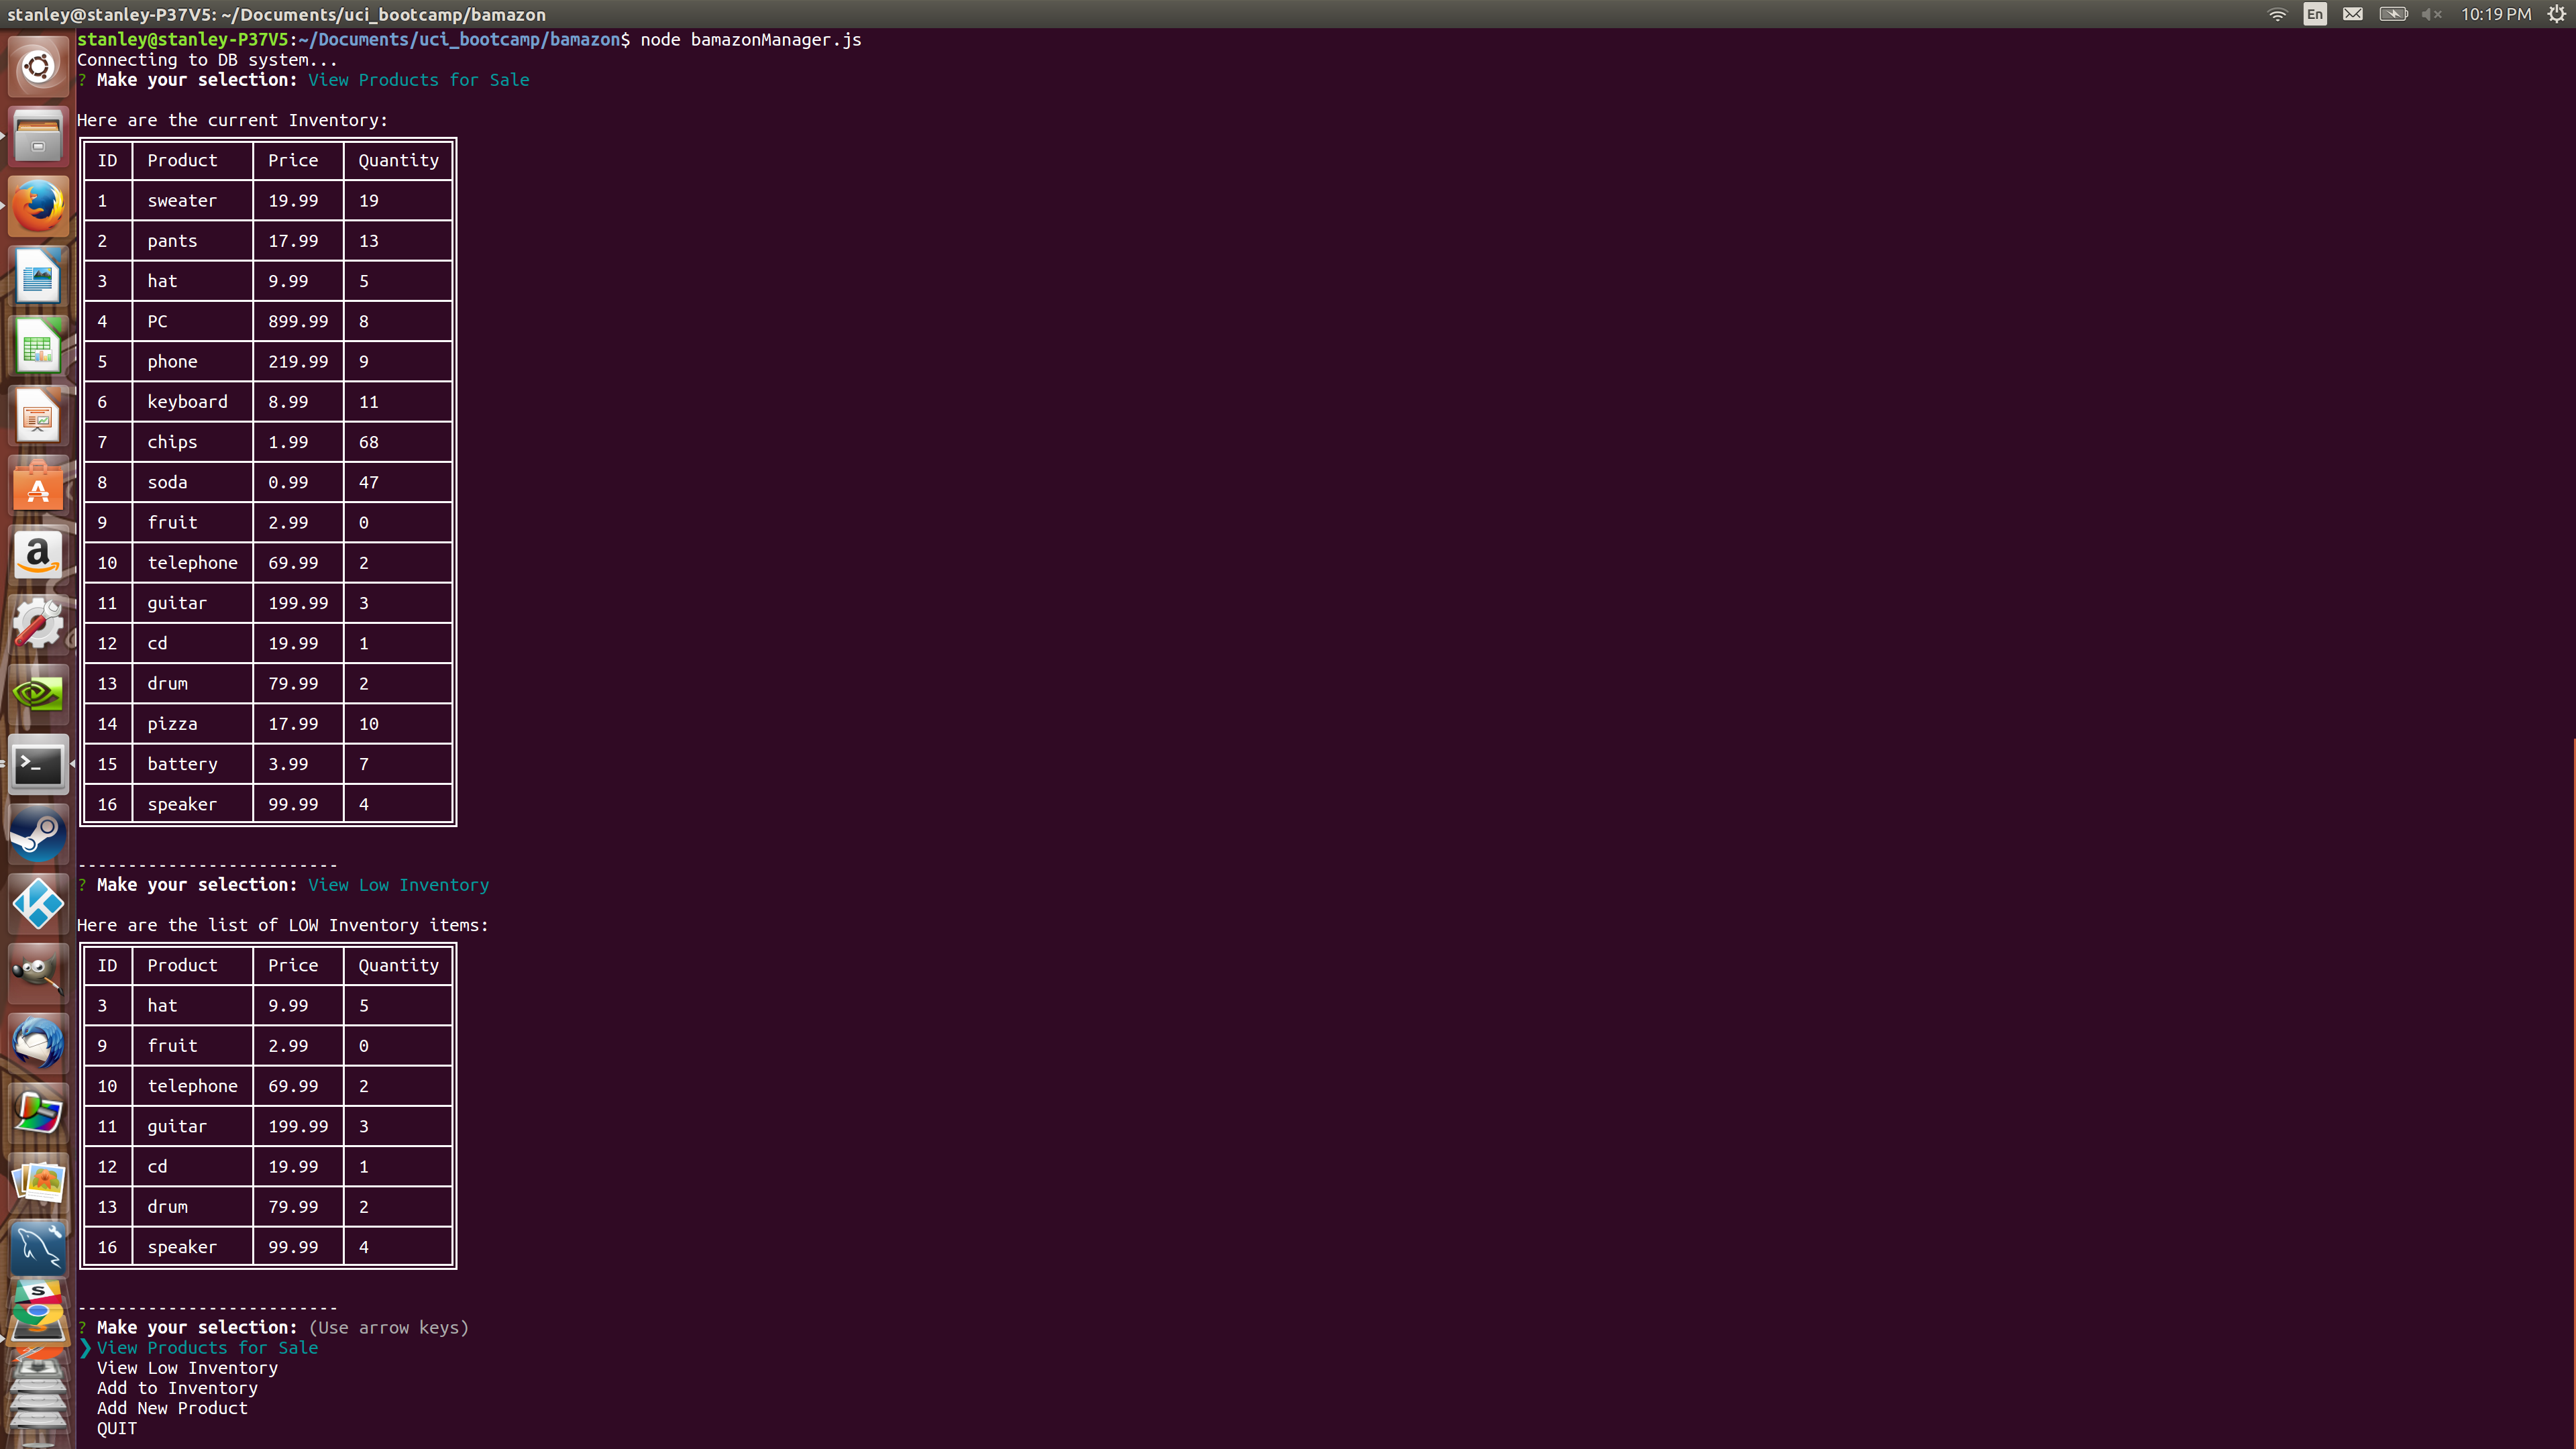 stanley@stanley-P37V5: ~/Documents/uci_bootcamp/bamazon
En
10:19 PM
stanley@stanley-P37V5:~/Documents/uci_bootcamp/bamazon$ node bamazonManager.js
Connecting to DB system...
? Make your selection: View Products for Sale
Here are the current Inventory:
ID Product Price Quantity
1 sweater 19.99 19
2 pants 17.99 13
3 hat 9.99 5
4 PC 899.99 8
5 phone 219.99 9
6 keyboard 8.99 11
7 chips 1.99 68
8 soda 0.99 47
9 fruit 2.99 0
10 telephone 69.99 2
11 guitar 199.99 3
12 cd 19.99 1
13 drum 79.99 2
14 pizza 17.99 10
15 battery 3.99 7
16 speaker 99.99 4
--------------------------
? Make your selection: View Low Inventory
Here are the list of LOW Inventory items:
ID Product Price Quantity
3 hat 9.99 5
9 fruit 2.99 0
10 telephone 69.99 2
11 guitar 199.99 3
12 cd 19.99 1
13 drum 79.99 2
16 speaker 99.99 4
--------------------------
? Make your selection: (Use arrow keys)
❯ View Products for Sale
View Low Inventory
Add to Inventory
Add New Product
QUIT